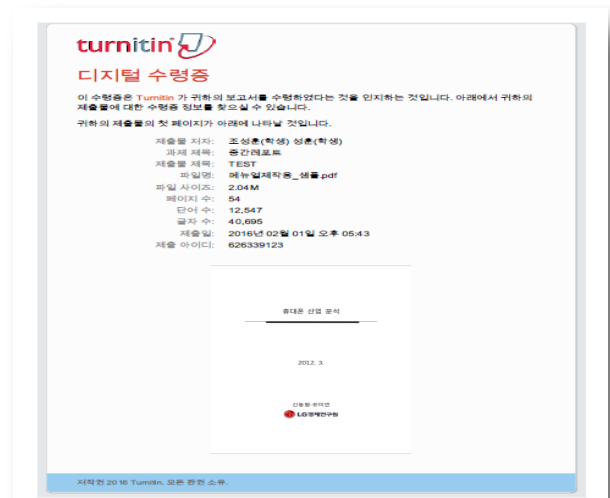 turnitin
디지털 수령증
이 수령증은 Turnitin 가 귀하의 보고서를 수령하였다는 것을 인지하는 것입니다. 아래에서 귀하의
제출물에 대한 수령증 정보를 찾으실 수 있습니다.
귀하의 제출물의 첫 페이지가 아래에 나타날 것입니다.
제출물 저자: 조성훈(학생) 성훈(학생)
과제 제목: 중간레포트
제출물 제목: TEST
파일명: 메뉴얼제작용_샘플.pdf
파일 사이즈: 2.04M
페이지 수: 54
단어 수: 12,547
글자 수: 40,695
제출일: 2016년 02월 01일 오후 05:43
제출 아이디: 626339123
휴대폰 산업 분석
2012. 3.
LG경제연구원
저작헌 2016 Turnitin. 모든 판헌 소유.